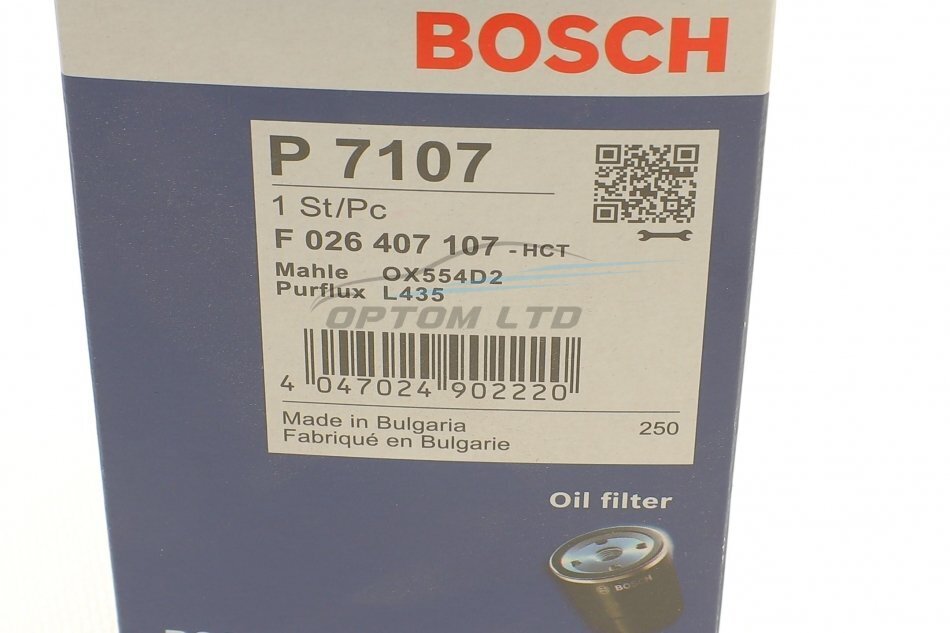 BOSCH
P 7107
1 St/Pc
F 026 407 107 - HCT
Mahle OX554D2
Purflux L435
OPTOM LTD
4 047024 902220
Made in Bulgaria 250
Fabriqué en Bulgarie
Oil filter
BOSCH